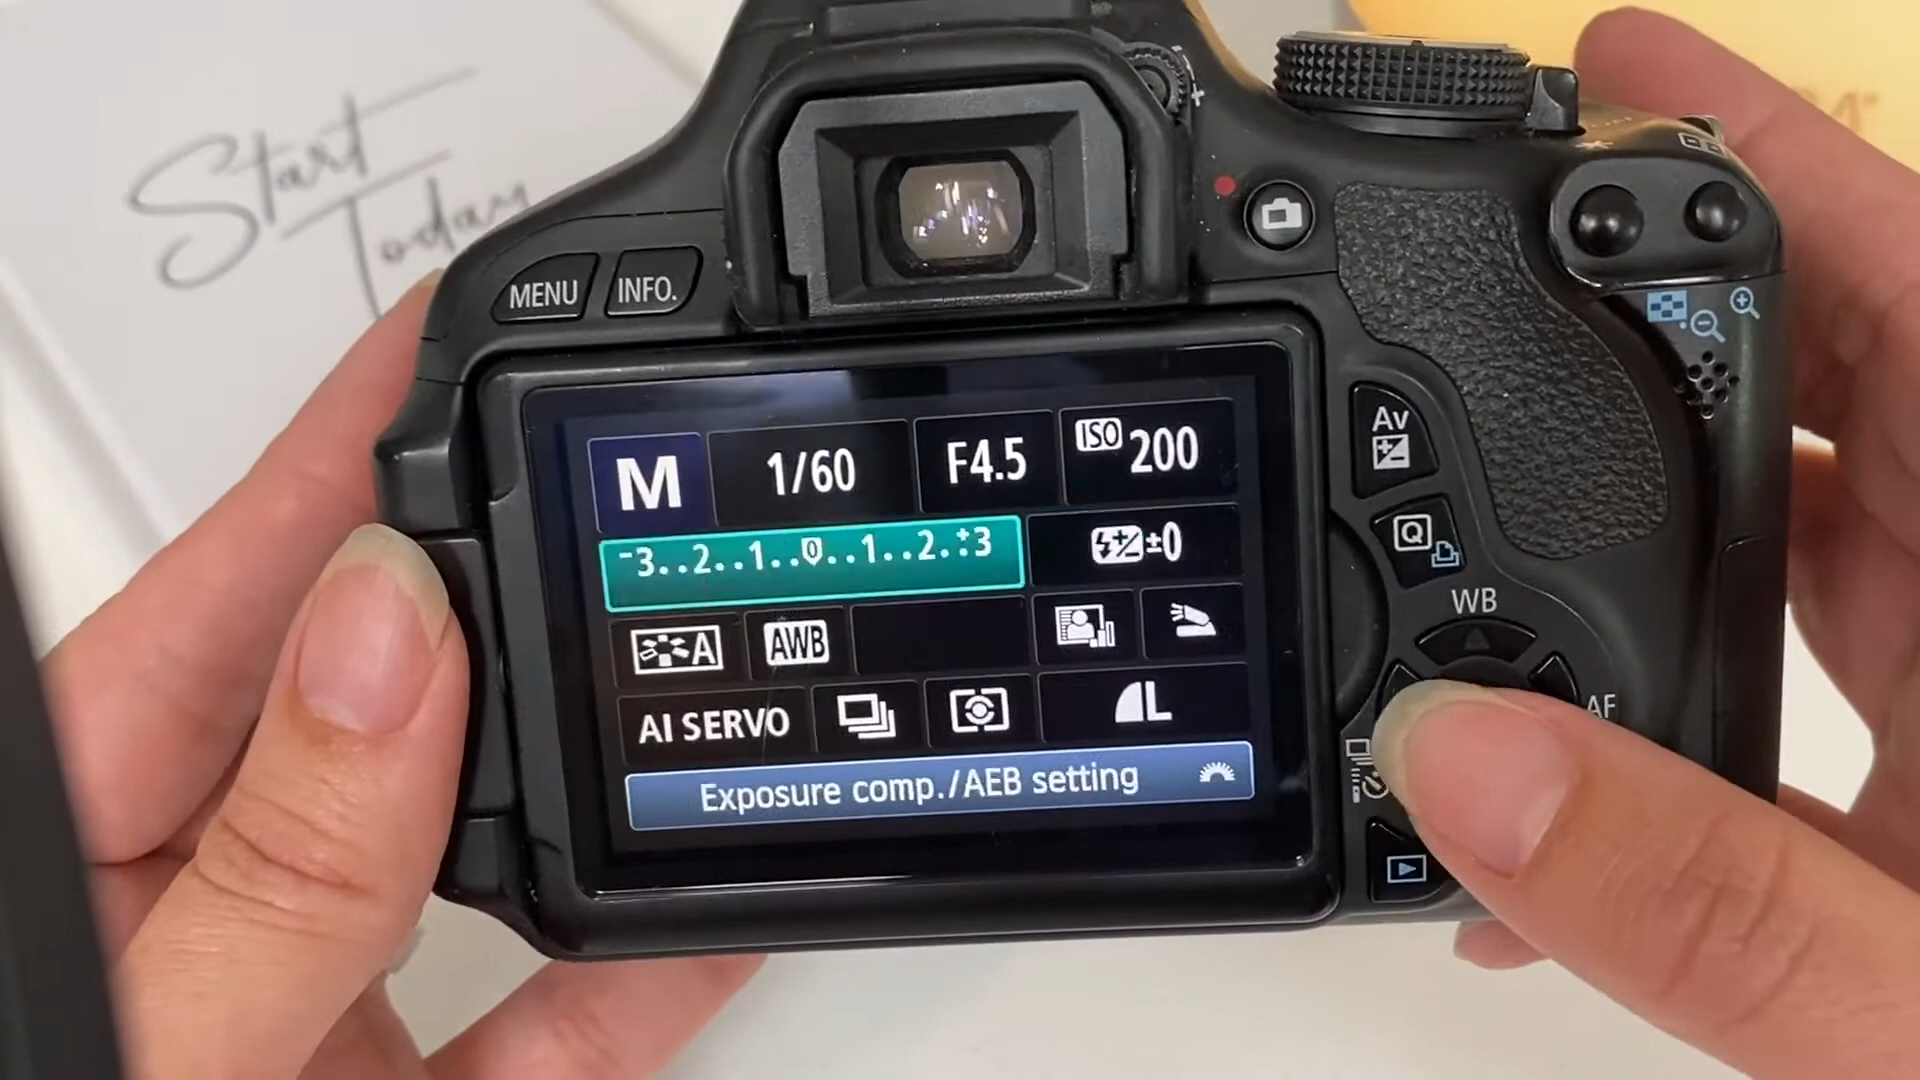 Start
Today
MENU INFO.
M 1/60 F4.5 ISO 200
-3..2..1..0..1..2.+3 ±0
A AWB
AI SERVO L
Exposure comp./AEB setting
Av
Q
WB
AF